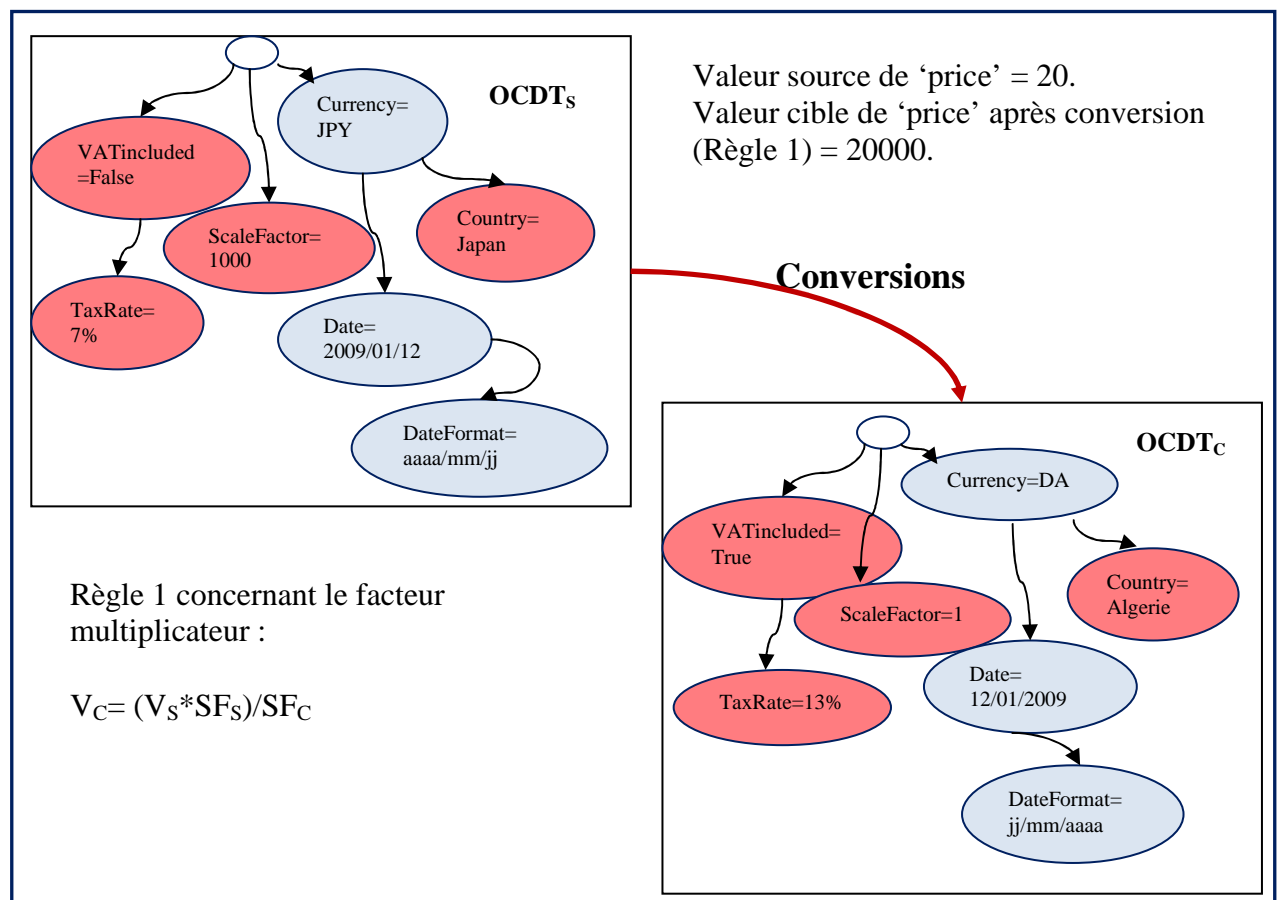 OCDTS
Currency=
JPY
VATincluded
=False
ScaleFactor=
1000
Country=
Japan
TaxRate=
7%
Date=
2009/01/12
DateFormat=
aaaa/mm/jj
Valeur source de ‘price’ = 20.
Valeur cible de ‘price’ après conversion
(Règle 1) = 20000.
Conversions
OCDTC
Currency=DA
VATincluded=
True
Country=
Algerie
ScaleFactor=1
Date=
12/01/2009
TaxRate=13%
DateFormat=
jj/mm/aaaa
Règle 1 concernant le facteur
multiplicateur :
VC= (VS*SFS)/SFC